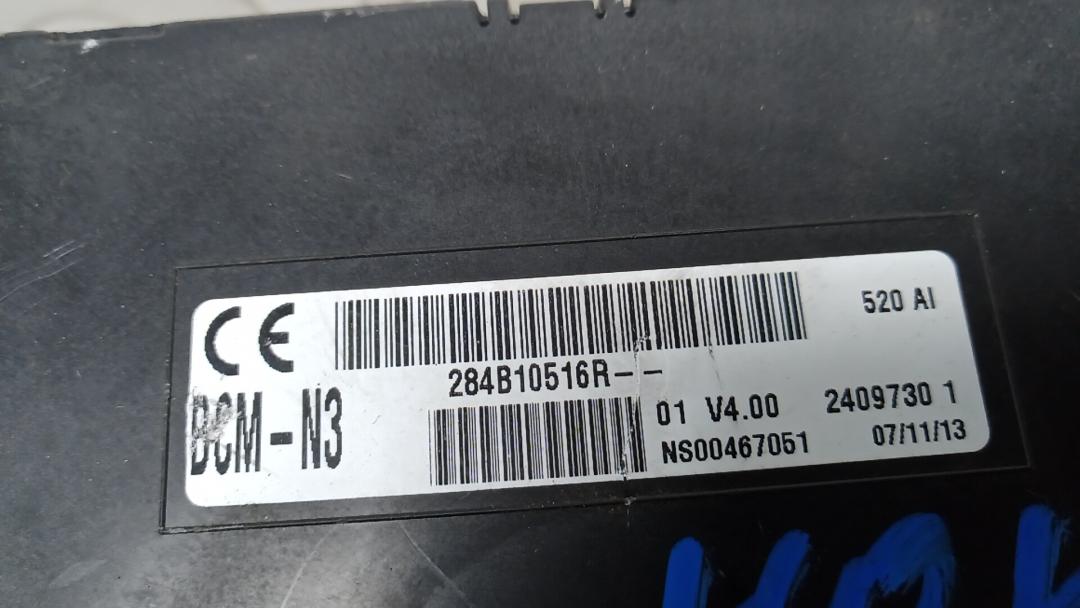 CE
520 AI
284B10516R--
BCM-N3
01 V4.00
2409730 1
NS00467051
07/11/13